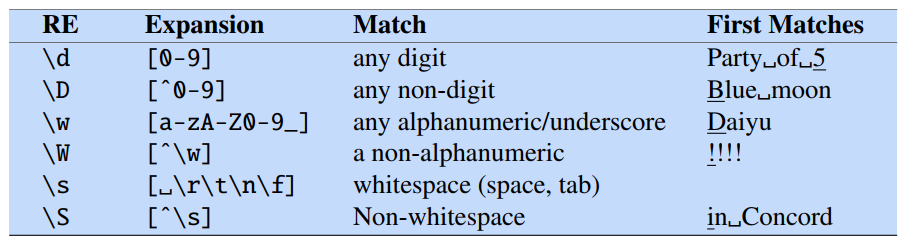 RE Expansion Match First Matches
\d [0-9] any digit Party␣of␣5
\D [^0-9] any non-digit Blue␣moon
\w [a-zA-Z0-9_] any alphanumeric/underscore Daiyu
\W [^\w] a non-alphanumeric !!!!
\s [␣\r\t\n\f] whitespace (space, tab)
\S [^\s] Non-whitespace in␣Concord